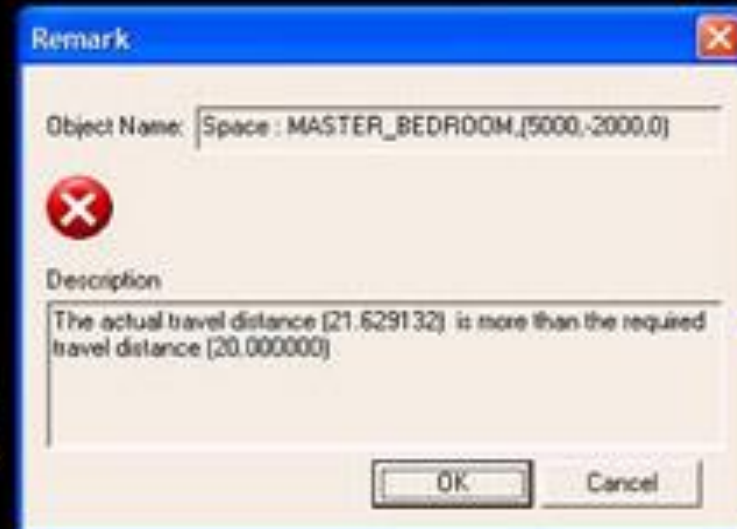 Remark
Object Name: Space : MASTER_BEDROOM,(5000,-2000,0)
Description
The actual travel distance (21.629132) is more than the required
travel distance (20.000000)
OK Cancel